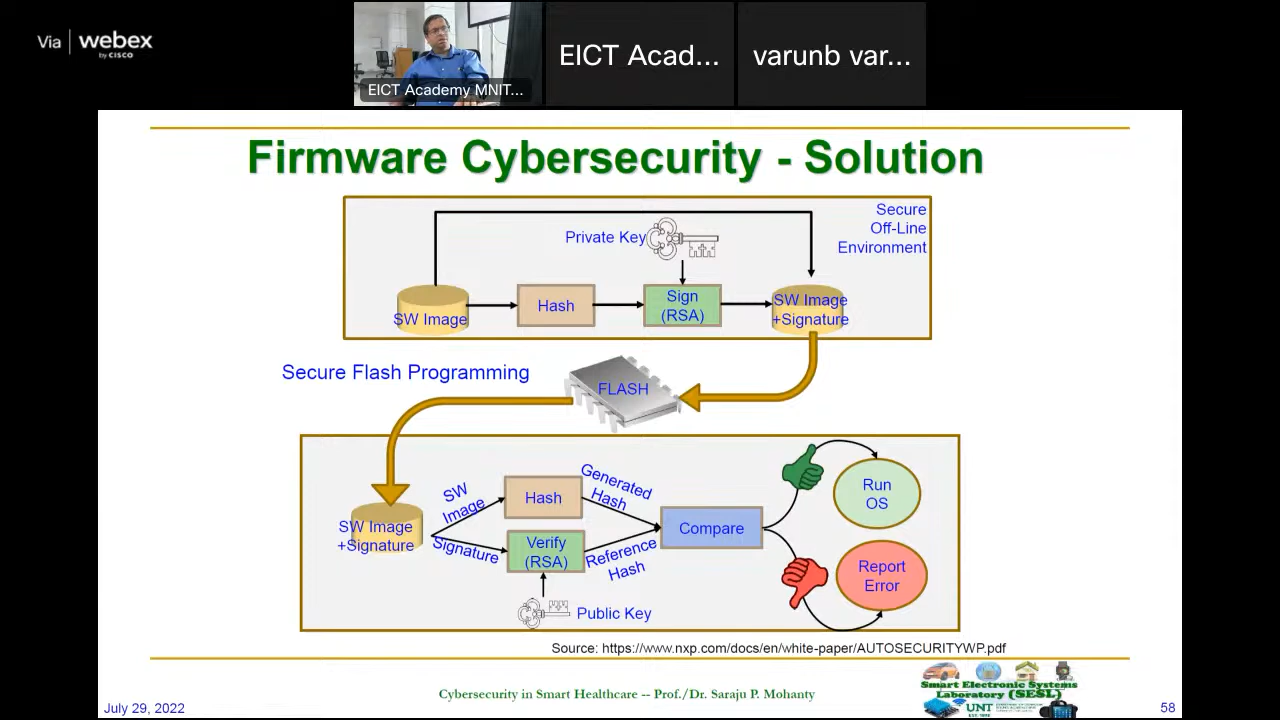 Via webex
by CISCO
EICT Academy MNIT...
EICT Acad...
varunb var...
Firmware Cybersecurity - Solution
Secure
Off-Line
Environment
Private Key
SW Image
Hash
Sign
(RSA)
SW Image
+Signature
Secure Flash Programming
FLASH
SW Image
+Signature
SW
Image
Signature
Hash
Verify
(RSA)
Public Key
Generated
Hash
Reference
Hash
Compare
Run
OS
Report
Error
Source: https://www.nxp.com/docs/en/white-paper/AUTOSECURITYWP.pdf
July 29, 2022
Cybersecurity in Smart Healthcare -- Prof./Dr. Saraju P. Mohanty
Smart Electronic Systems
Laboratory (SESL)
UNT
58